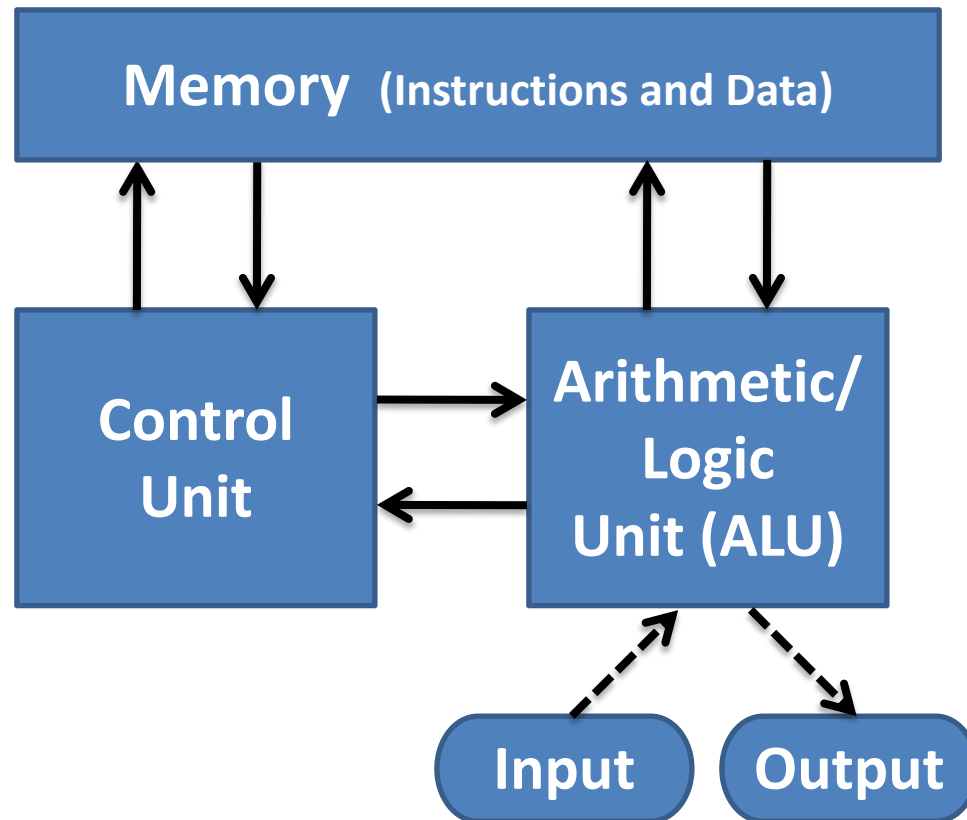 Memory (Instructions and Data)
Control
Unit
Arithmetic/
Logic
Unit (ALU)
Input
Output